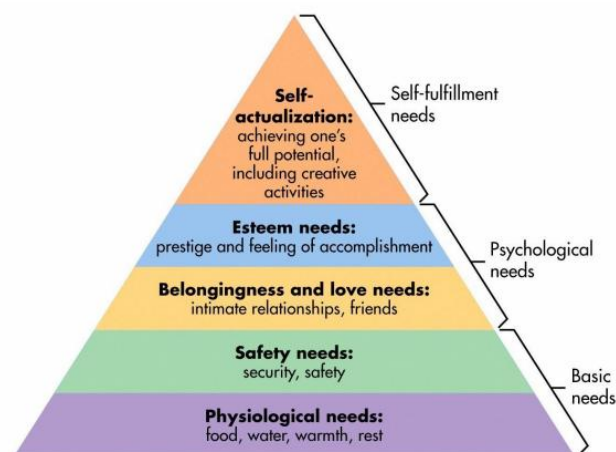 Self-
actualization:
achieving one's
full potential,
including creative
activities
Self-fulfillment
needs
Esteem needs:
prestige and feeling of accomplishment
Belongingness and love needs:
intimate relationships, friends
Psychological
needs
Safety needs:
security, safety
Physiological needs:
food, water, warmth, rest
Basic
needs